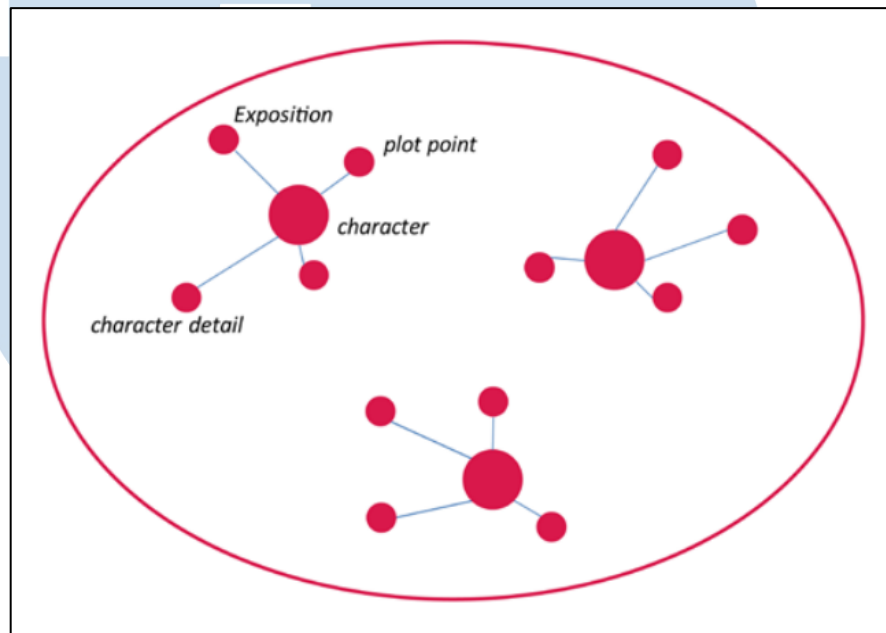 Exposition
plot point
character
character detail